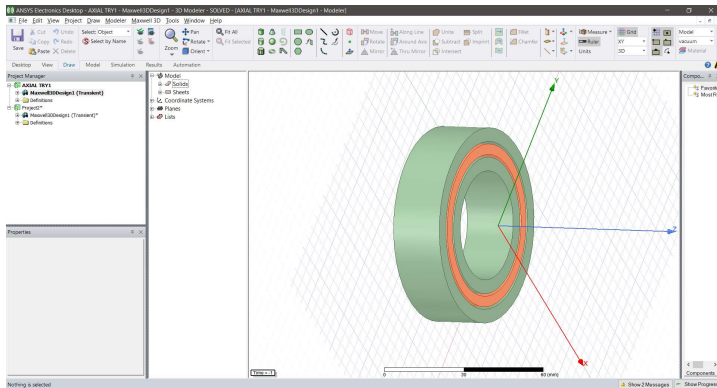 ANSYS Electronics Desktop - AXIAL TRY1 - Maxwell3DDesign1 - 3D Modeler - SOLVED - [AXIAL TRY1 - Maxwell3DDesign1 - Modeler]
File Edit View Project Draw Modeler Maxwell 3D Tools Window Help
Save
Cut
Copy
Paste
Undo
Redo
Delete
Select: Object
Select by Name
Zoom
Pan
Rotate
Orient
Fit All
Fit Selected
Move
Rotate
Mirror
Along Line
Around Axis
Thru Mirror
Unite
Subtract
Intersect
Split
Imprint
Fillet
Chamfer
Measure
Ruler
Units
Grid
XY
3D
Model
vacuum
Material
Desktop View Draw Model Simulation Results Automation
Project Manager
AXIAL TRY1
Maxwell3DDesign1 (Transient)
Definitions
Project2*
Maxwell3DDesign1 (Transient)*
Definitions
Properties
Model
Solids
Sheets
Coordinate Systems
Planes
Lists
Y
Z
X
Time = -1
0 30 60 (mm)
Compo...
Favorit
Most R
Components
Nothing is selected
Show 2 Messages
Show Progress